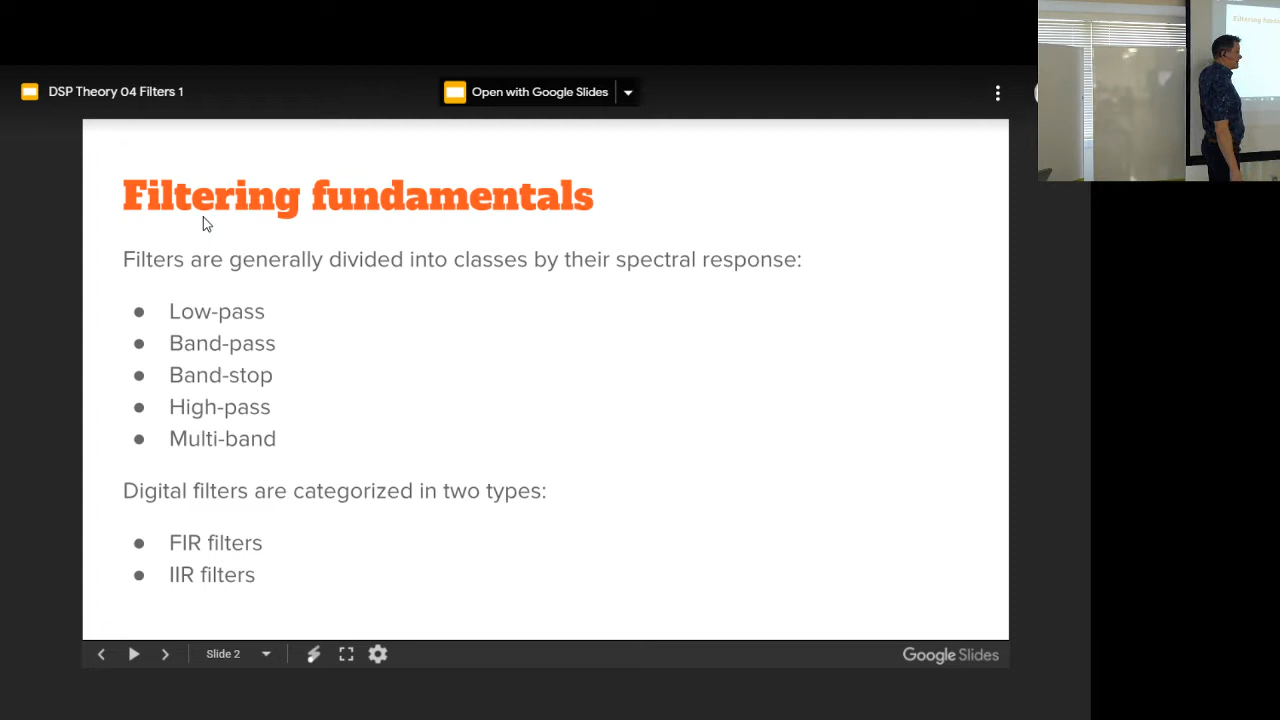 DSP Theory 04 Filters 1
Open with Google Slides
Filtering fundamentals
Filters are generally divided into classes by their spectral response:
● Low-pass
● Band-pass
● Band-stop
● High-pass
● Multi-band
Digital filters are categorized in two types:
● FIR filters
● IIR filters
Slide 2
Google Slides
Filtering